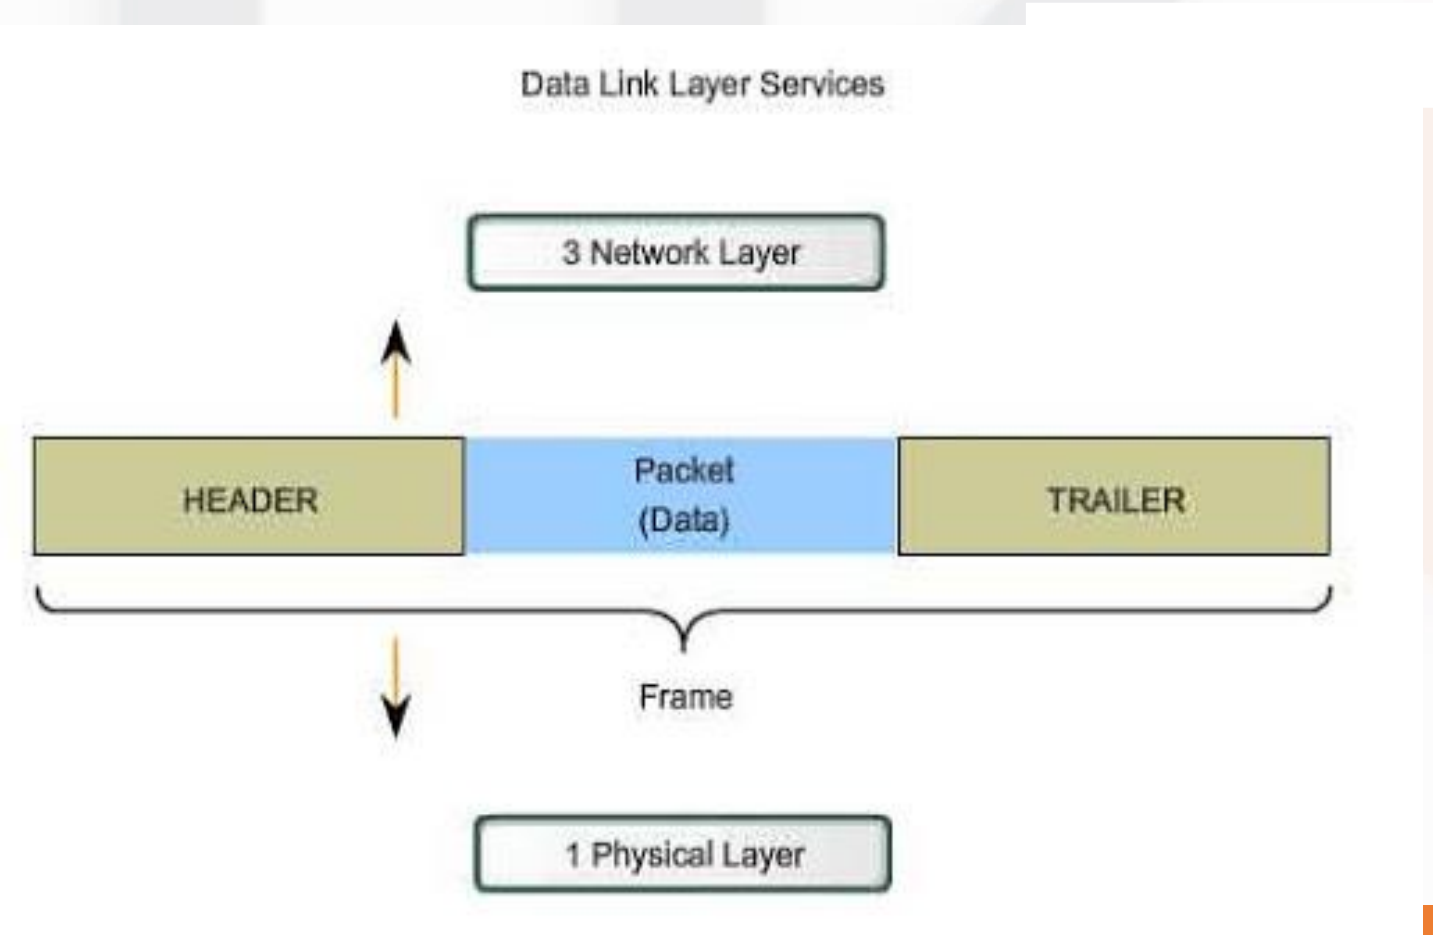 Data Link Layer Services
3 Network Layer
HEADER
Packet
(Data)
TRAILER
Frame
1 Physical Layer